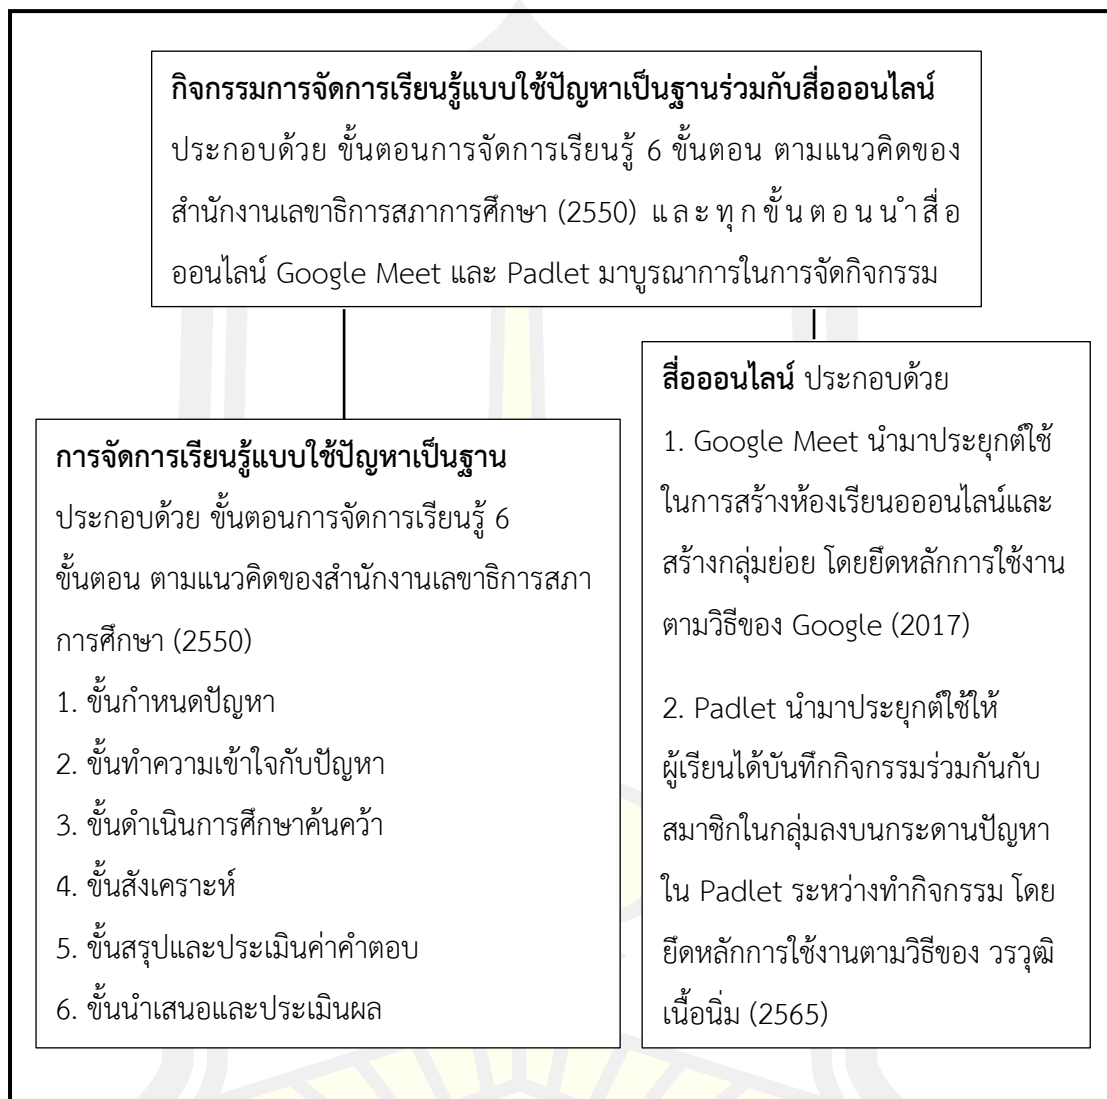 กิจกรรมการจัดการเรียนรู้แบบใช้ปัญหาเป็นฐานร่วมกับสื่อออนไลน์
ประกอบด้วย ขั้นตอนการจัดการเรียนรู้ 6 ขั้นตอน ตามแนวคิดของ
สำนักงานเลขาธิการสภาการศึกษา (2550) และทุกขั้นตอนนำสื่อ
ออนไลน์ Google Meet และ Padlet มาบูรณาการในการจัดกิจกรรม
การจัดการเรียนรู้แบบใช้ปัญหาเป็นฐาน
ประกอบด้วย ขั้นตอนการจัดการเรียนรู้ 6
ขั้นตอน ตามแนวคิดของสำนักงานเลขาธิการสภา
การศึกษา (2550)
1. ขั้นกำหนดปัญหา
2. ขั้นทำความเข้าใจกับปัญหา
3. ขั้นดำเนินการศึกษาค้นคว้า
4. ขั้นสังเคราะห์
5. ขั้นสรุปและประเมินค่าคำตอบ
6. ขั้นนำเสนอและประเมินผล
สื่อออนไลน์ ประกอบด้วย
1. Google Meet นำมาประยุกต์ใช้
ในการสร้างห้องเรียนอออนไลน์และ
สร้างกลุ่มย่อย โดยยึดหลักการใช้งาน
ตามวิธีของ Google (2017)
2. Padlet นำมาประยุกต์ใช้ให้
ผู้เรียนได้บันทึกกิจกรรมร่วมกันกับ
สมาชิกในกลุ่มลงบนกระดานปัญหา
ใน Padlet ระหว่างทำกิจกรรม โดย
ยึดหลักการใช้งานตามวิธีของ วรวุฒิ
เนื้อนิ่ม (2565)